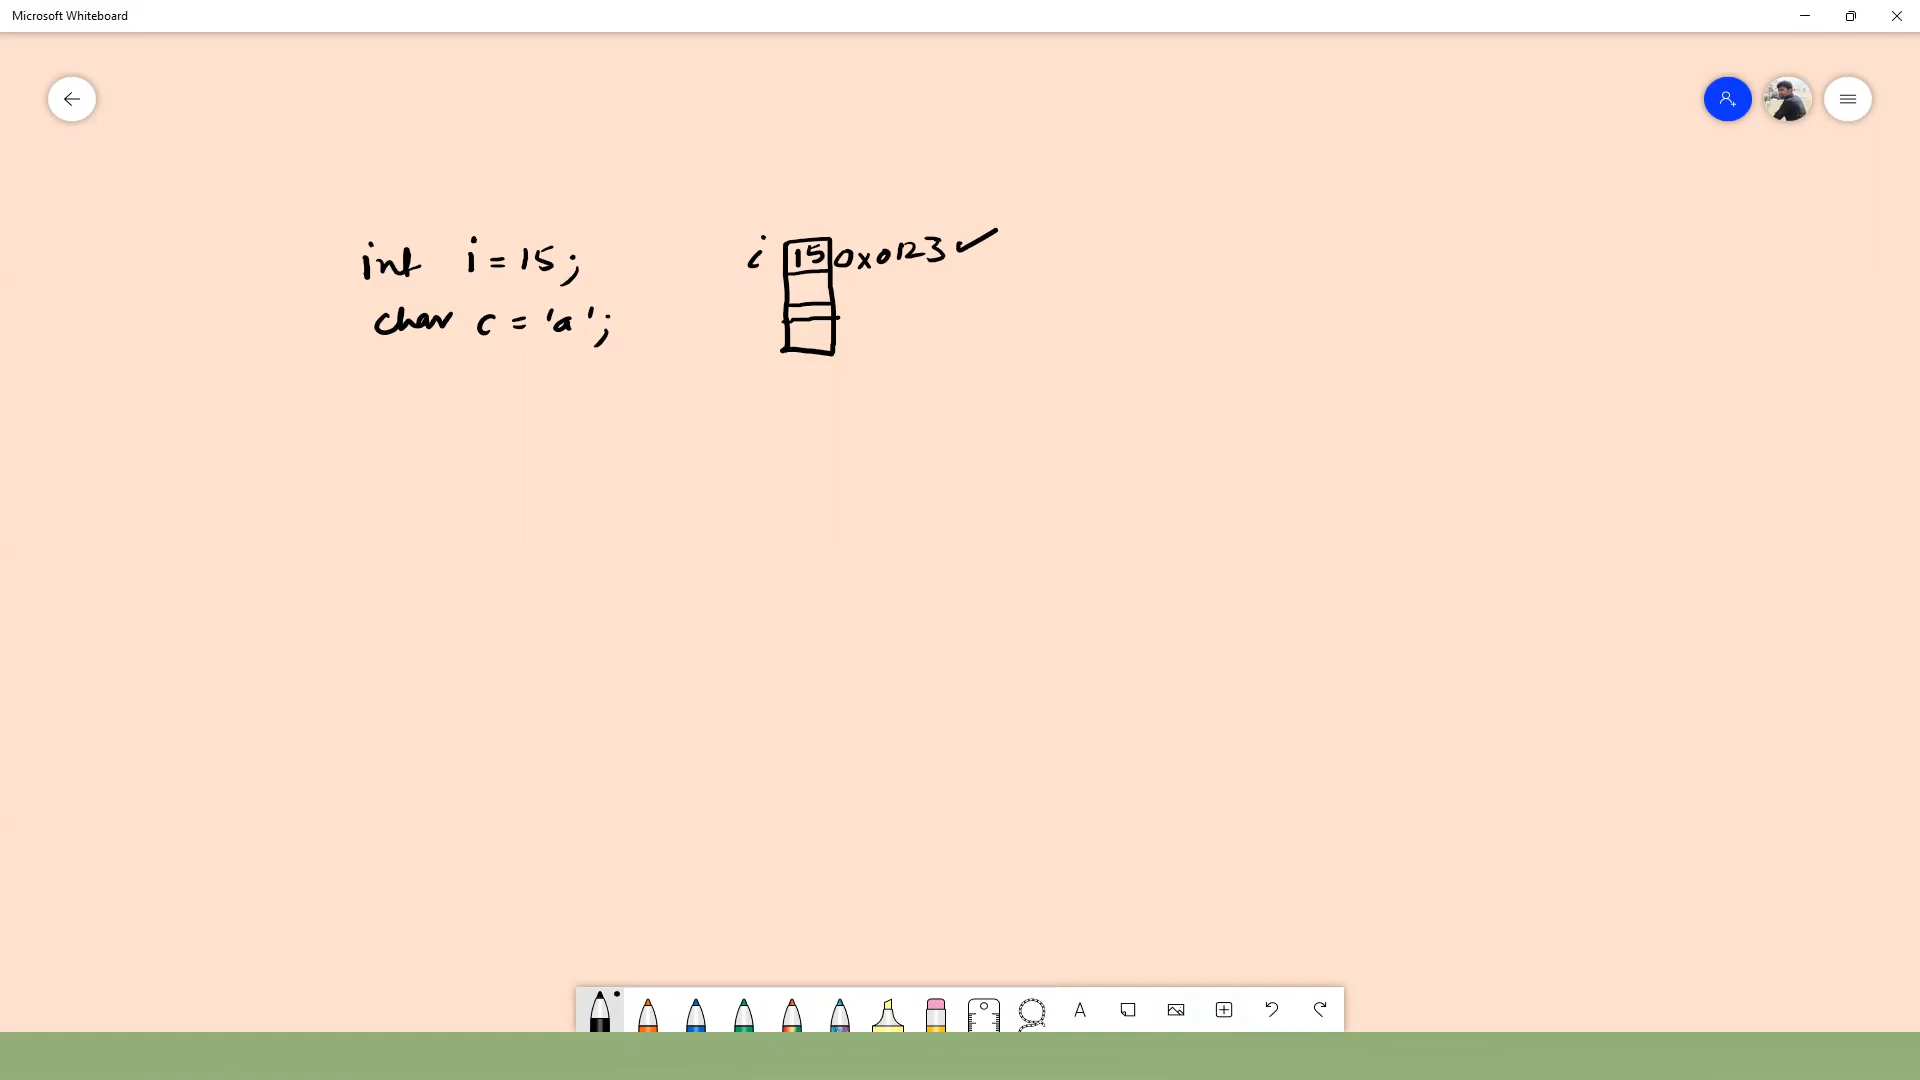 Microsoft Whiteboard
int i = 15;
i 15 0x0123 ✓
char c = 'a';
A